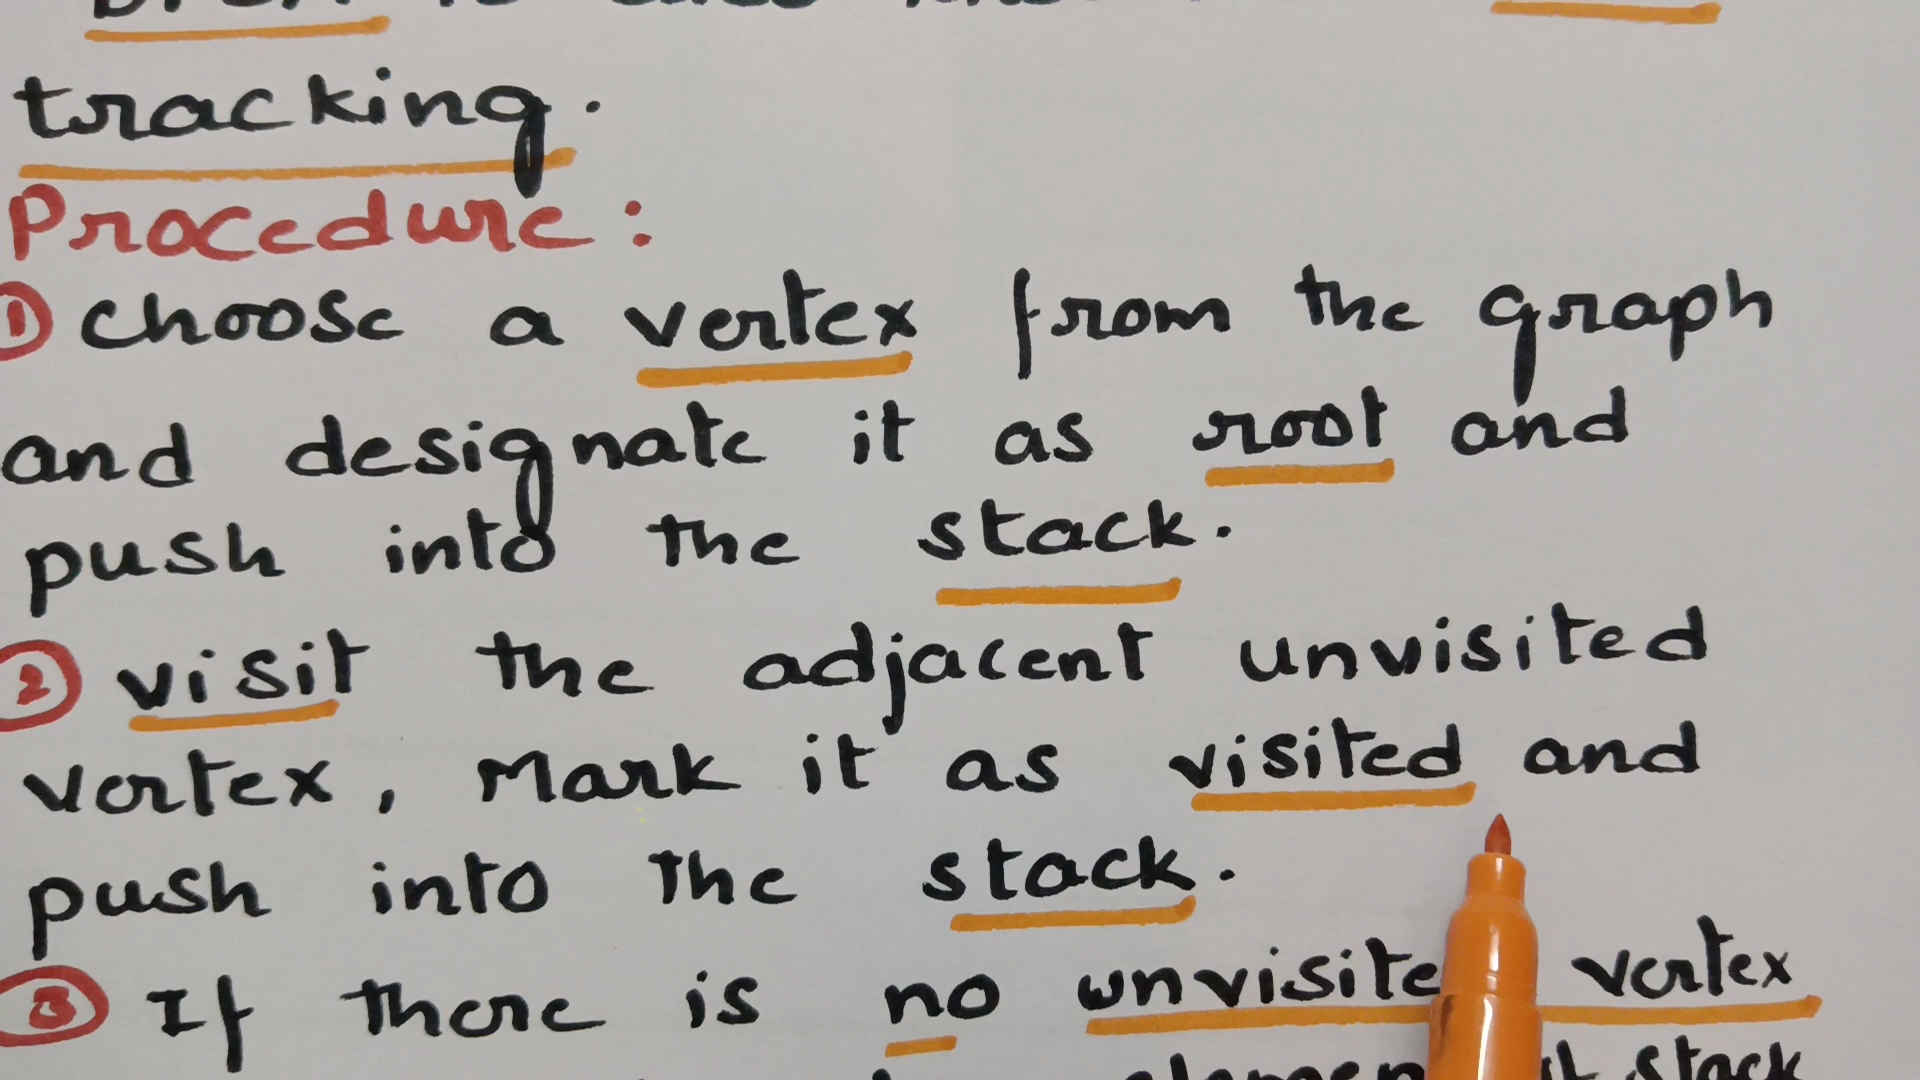 tracking.
Procedure:
① choose a vertex from the graph
and designate it as root and
push into the stack.
② visit the adjacent unvisited
vertex, Mark it as visited and
push into the stack.
③ If there is no unvisite vertex
stack